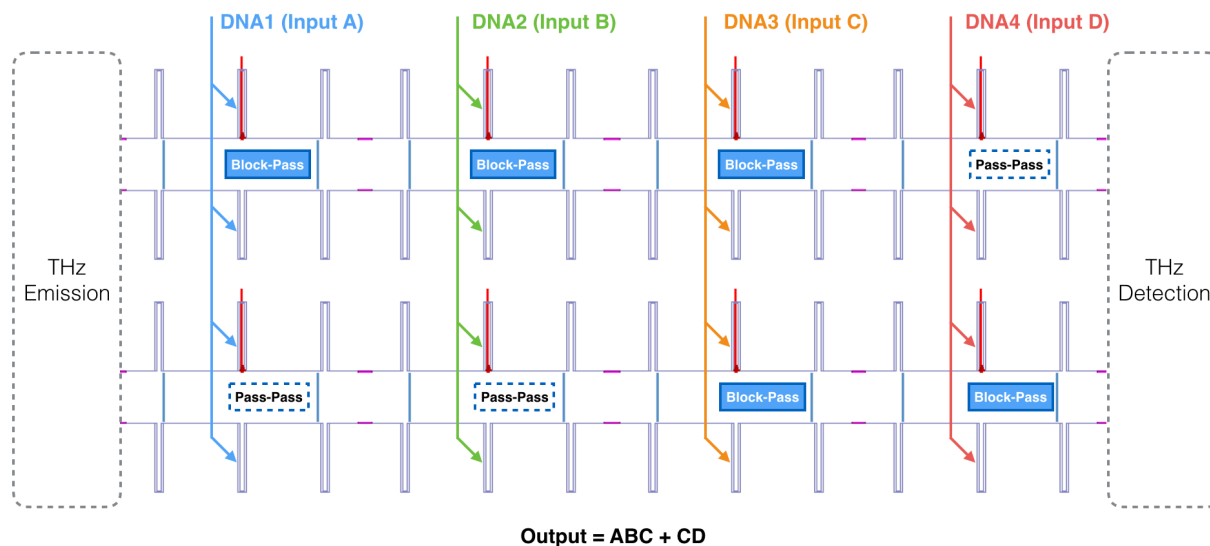 DNA1 (Input A)
DNA2 (Input B)
DNA3 (Input C)
DNA4 (Input D)
Block-Pass
Block-Pass
Block-Pass
Pass-Pass
THz
Emission
THz
Detection
Pass-Pass
Pass-Pass
Block-Pass
Block-Pass
Output = ABC + CD